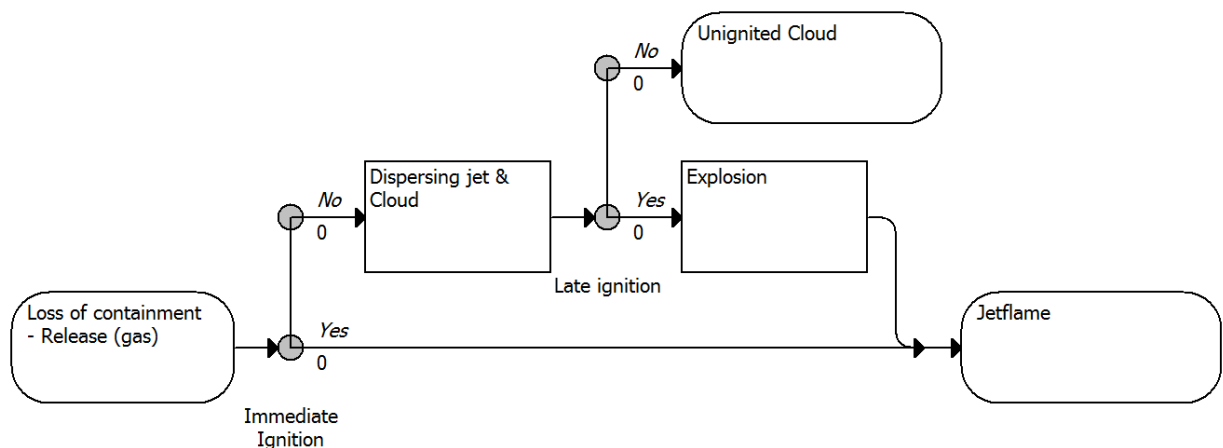 No
0
Unignited Cloud
No
0
Dispersing jet &
Cloud
Yes
0
Explosion
Late ignition
Loss of containment
- Release (gas)
Yes
0
Jetflame
Immediate
Ignition